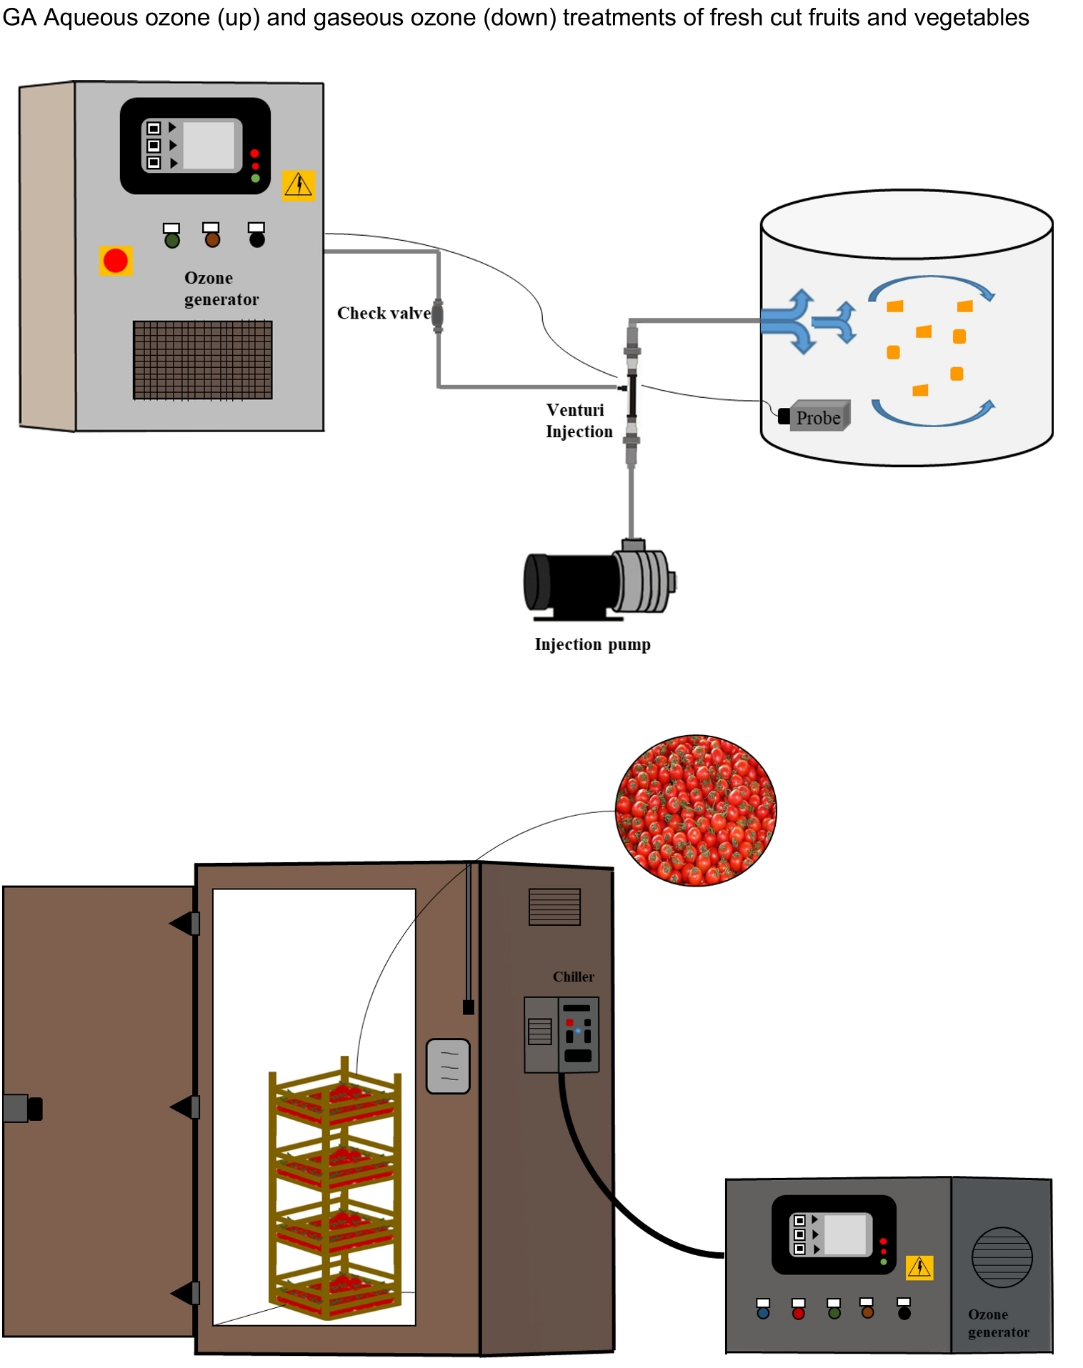 GA Aqueous ozone (up) and gaseous ozone (down) treatments of fresh cut fruits and vegetables
Ozone
generator
Check valve
Venturi
Injection
Probe
Injection pump
Chiller
Ozone
generator